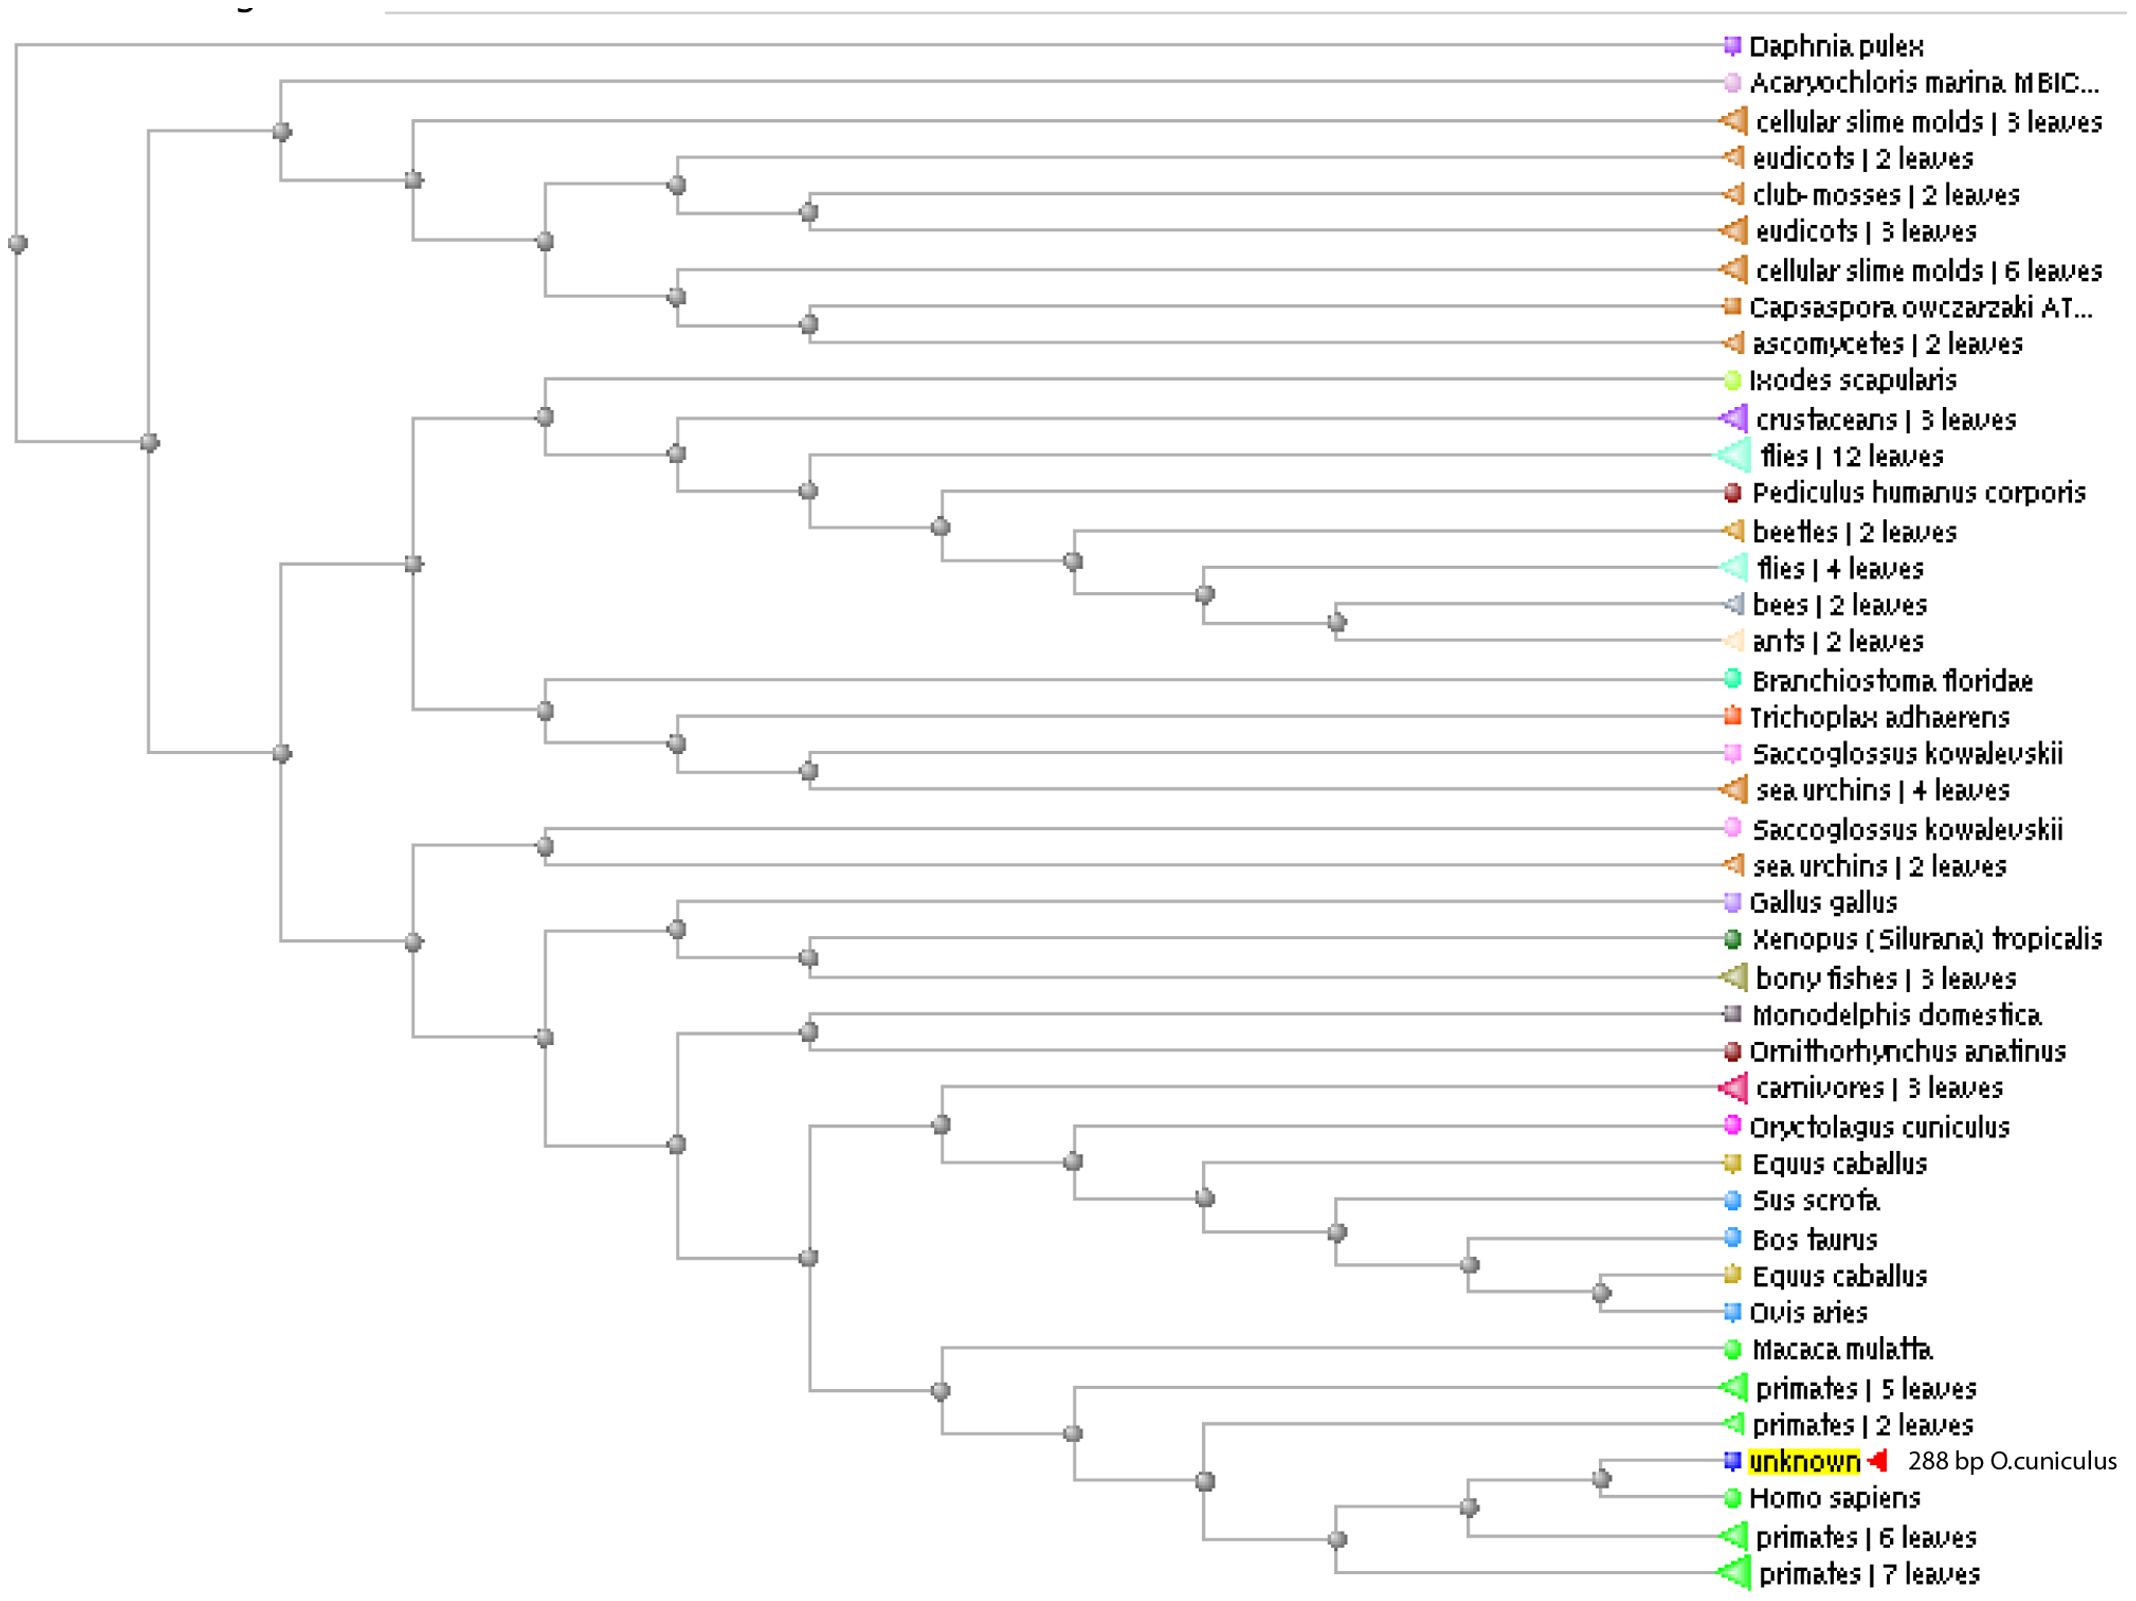 Daphnia pulex
Acaryochloris marina MBIC...
cellular slime molds | 3 leaves
eudicots | 2 leaves
club-mosses | 2 leaves
eudicots | 3 leaves
cellular slime molds | 6 leaves
Capsaspora owczarzaki AT...
ascomycetes | 2 leaves
Ixodes scapularis
crustaceans | 3 leaves
flies | 12 leaves
Pediculus humanus corporis
beetles | 2 leaves
flies | 4 leaves
bees | 2 leaves
ants | 2 leaves
Branchiostoma floridae
Trichoplax adhaerens
Saccoglossus kowalevskii
sea urchins | 4 leaves
Saccoglossus kowalevskii
sea urchins | 2 leaves
Gallus gallus
Xenopus (Silurana) tropicalis
bony fishes | 3 leaves
Monodelphis domestica
Ornithorhynchus anatinus
carnivores | 3 leaves
Oryctolagus cuniculus
Equus caballus
Sus scrofa
Bos taurus
Equus caballus
Ovis aries
Macaca mulatta
primates | 5 leaves
primates | 2 leaves
unknown 288 bp O.cuniculus
Homo sapiens
primates | 6 leaves
primates | 7 leaves